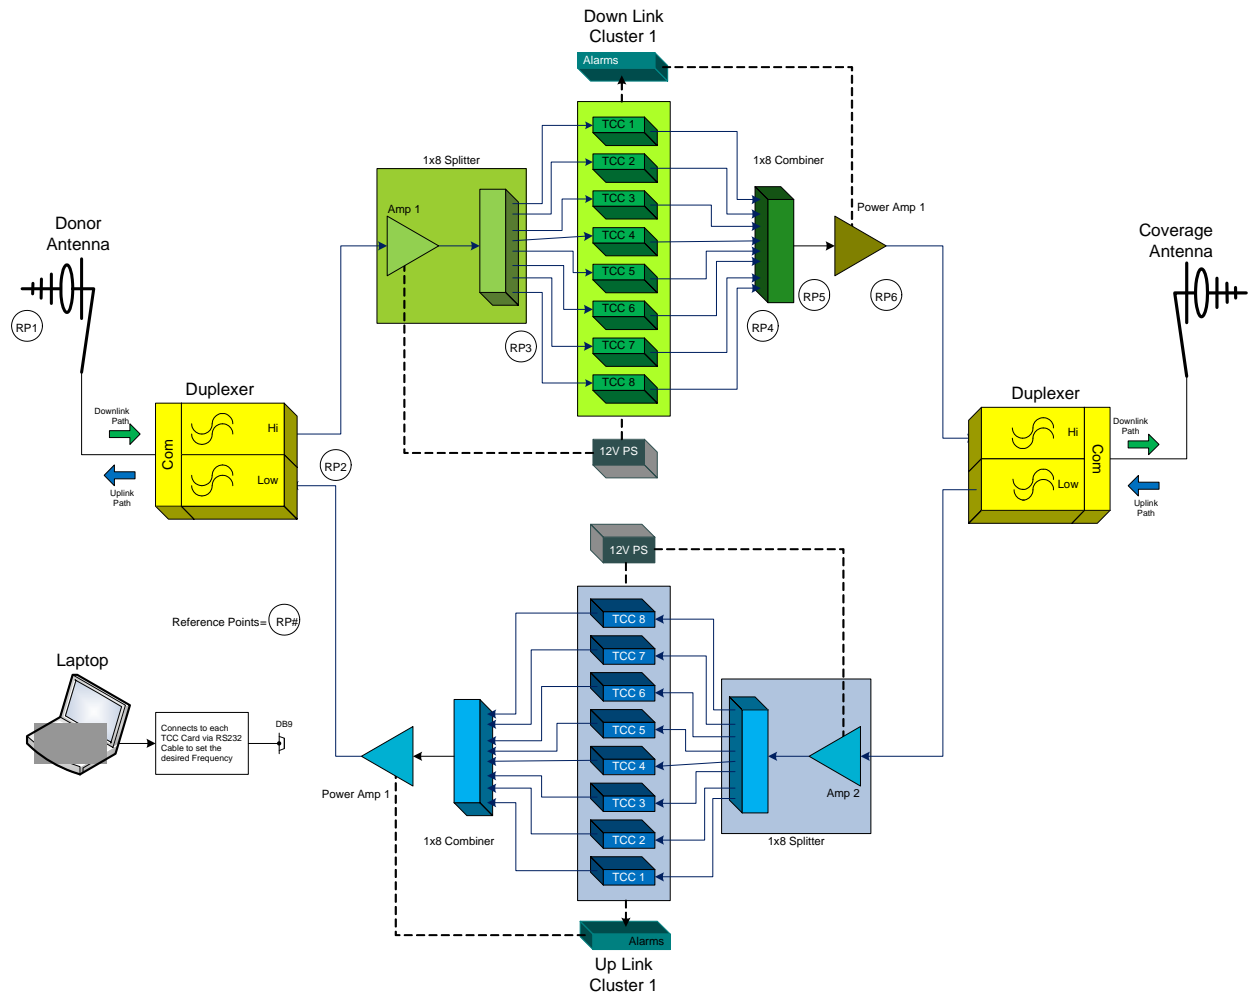 Down Link
Cluster 1
Alarms
TCC 1
TCC 2
TCC 3
TCC 4
TCC 5
TCC 6
TCC 7
TCC 8
1x8 Splitter
Amp 1
1x8 Combiner
Power Amp 1
Donor
Antenna
Coverage
Antenna
RP1
RP2
RP3
RP4
RP5
RP6
Duplexer
Downlink
Path
Uplink
Path
Com
Hi
Low
12V PS
Duplexer
Hi
Low
Com
Downlink
Path
Uplink
Path
12V PS
Reference Points=
RP#
TCC 8
TCC 7
TCC 6
TCC 5
TCC 4
TCC 3
TCC 2
TCC 1
Laptop
Connects to each
TCC Card via RS232
Cable to set the
desired Frequency
DB9
Power Amp 1
1x8 Combiner
Amp 2
1x8 Splitter
Alarms
Up Link
Cluster 1